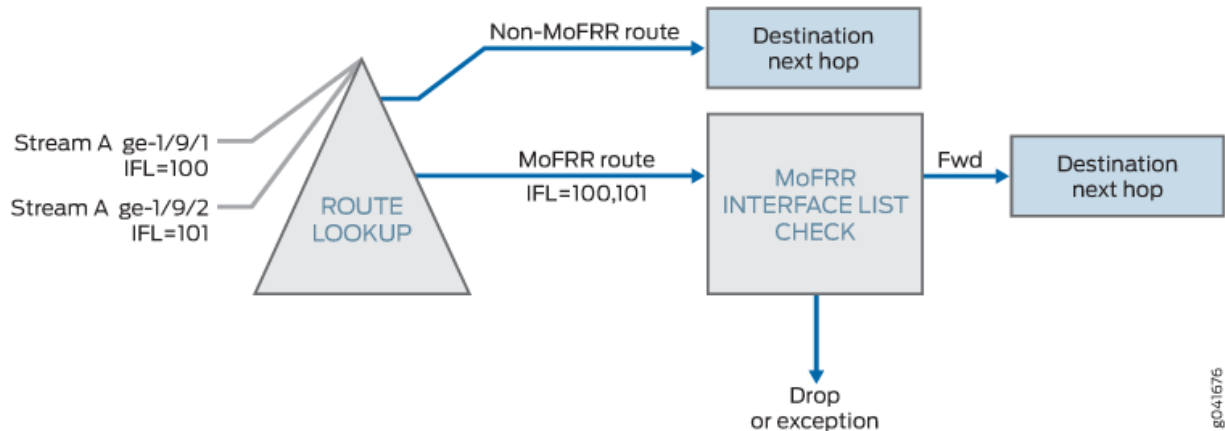 Non-MoFRR route
Destination
next hop
Stream A ge-1/9/1
IFL=100
Stream A ge-1/9/2
IFL=101
ROUTE
LOOKUP
MoFRR route
IFL=100,101
MoFRR
INTERFACE LIST
CHECK
Fwd
Destination
next hop
Drop
or exception
g041676